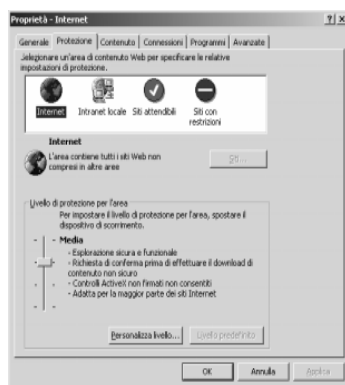 Proprietà - Internet
? x
Generale Protezione Contenuto Connessioni Programmi Avanzate
Selezionare un'area di contenuto Web per specificare le relative
impostazioni di protezione.
Internet Intranet locale Siti attendibili Siti con
restrizioni
Internet
L'area contiene tutti i siti Web non
compresi in altre aree
Siti...
Livello di protezione per l'area
Per impostare il livello di protezione per l'area, spostare il
dispositivo di scorrimento.
Media
- Esplorazione sicura e funzionale
- Richiesta di conferma prima di effettuare il download di
contenuto non sicuro
- Controlli ActiveX non firmati non consentiti
- Adatta per la maggior parte dei siti Internet
Personalizza livello... Livello predefinito
OK Annulla Applica